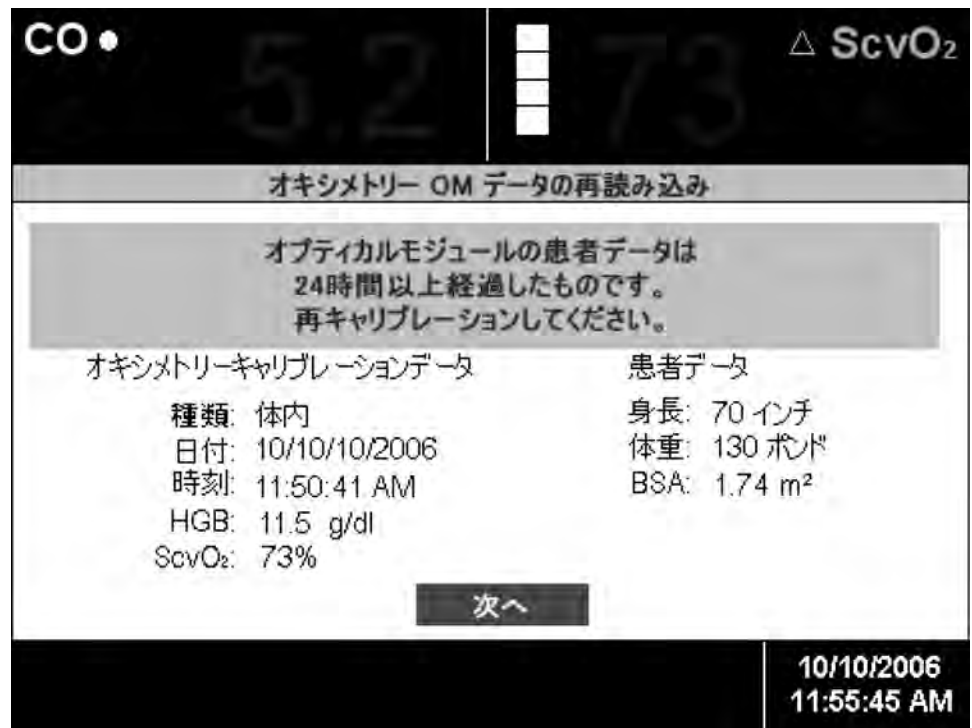 CO
5.2
73
△ ScvO₂
オキシメトリー OM データの再読み込み
オプティカルモジュールの患者データは
24時間以上経過したものです。
再キャリブレーションしてください。
オキシメトリーキャリブレーションデータ
種類: 体内
日付: 10/10/10/2006
時刻: 11:50:41 AM
HGB: 11.5 g/dl
ScvO₂: 73%
患者データ
身長: 70 インチ
体重: 130 ポンド
BSA: 1.74 m²
次へ
10/10/2006
11:55:45 AM